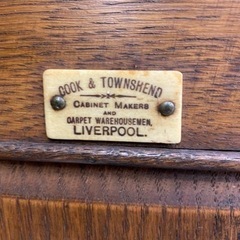 COOK & TOWNSHEND
CABINET MAKERS
AND
CARPET WAREHOUSEMEN,
LIVERPOOL.